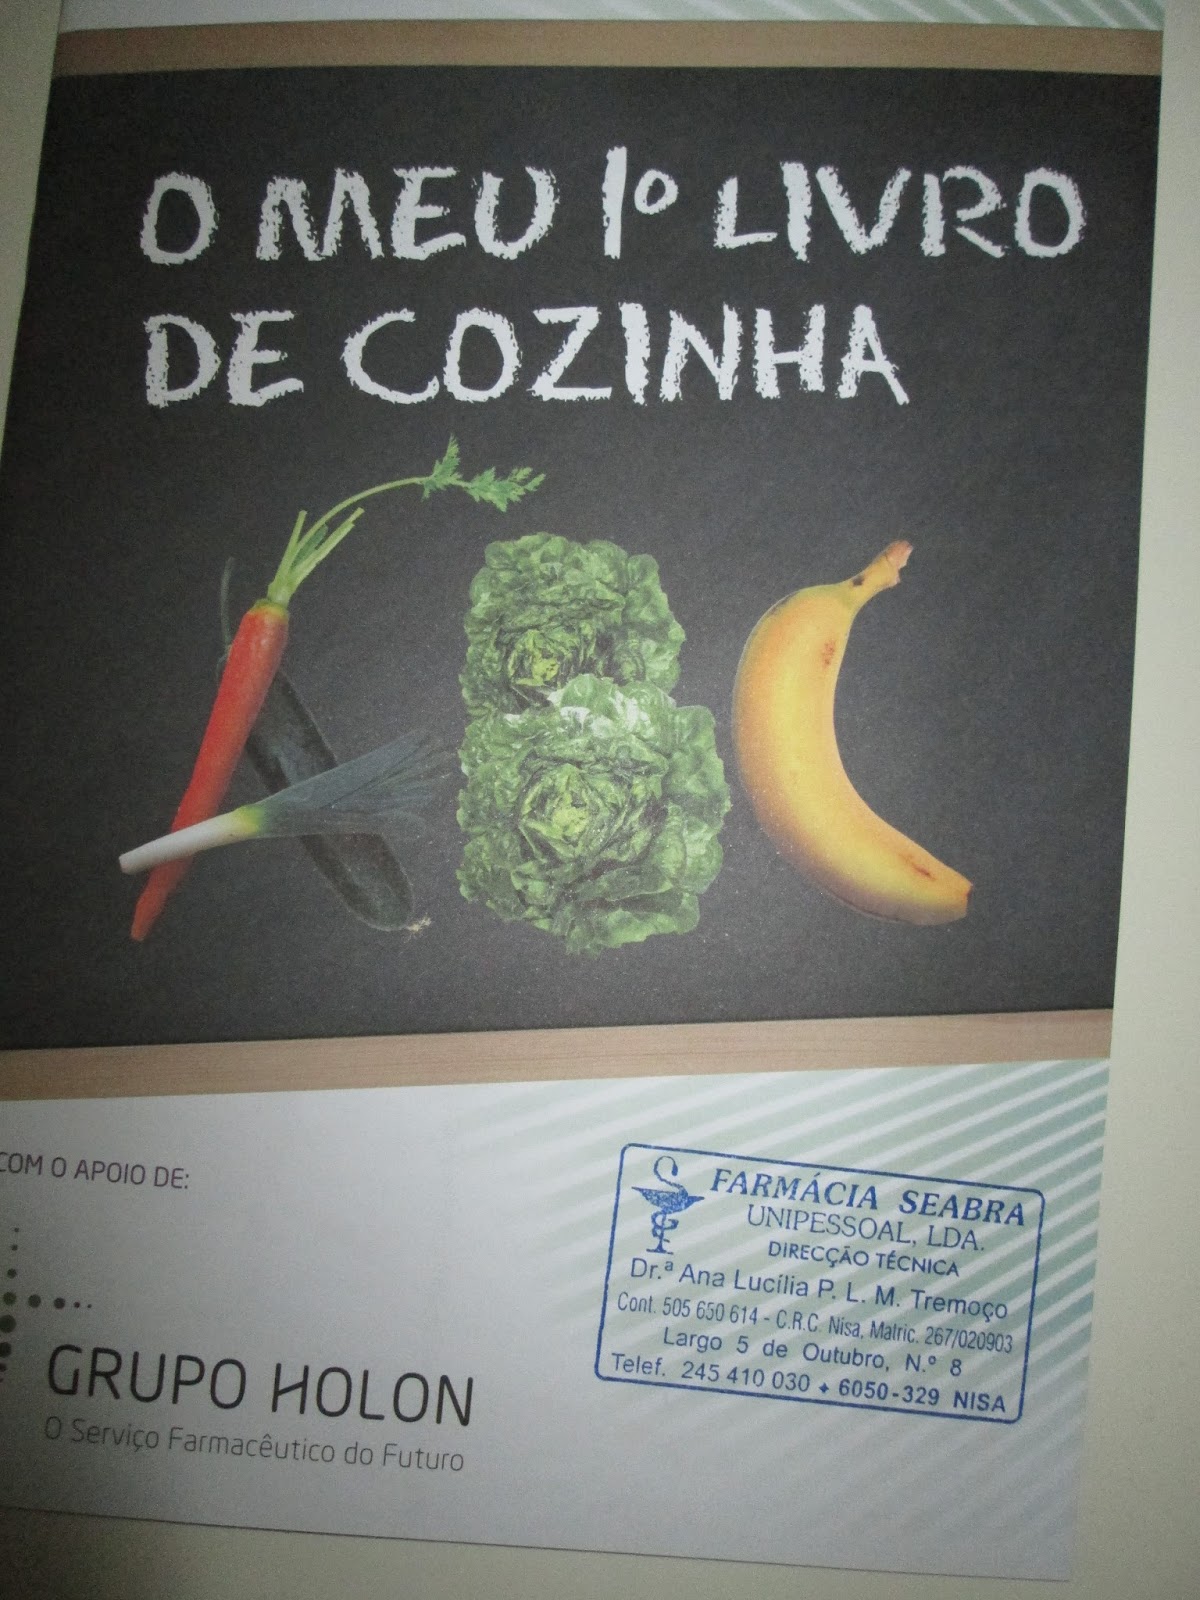 O MEU 1º LIVRO
DE COZINHA
COM O APOIO DE:
GRUPO HOLON
O Serviço Farmacêutico do Futuro
FARMÁCIA SEABRA
UNIPESSOAL, LDA.
DIRECÇÃO TÉCNICA
Dr.ª Ana Lucília P. L. M. Tremoço
Cont. 505 650 614 - C.R.C. Nisa, Matric. 267/020903
Largo 5 de Outubro, N.º 8
Telef. 245 410 030 ✦ 6050-329 NISA